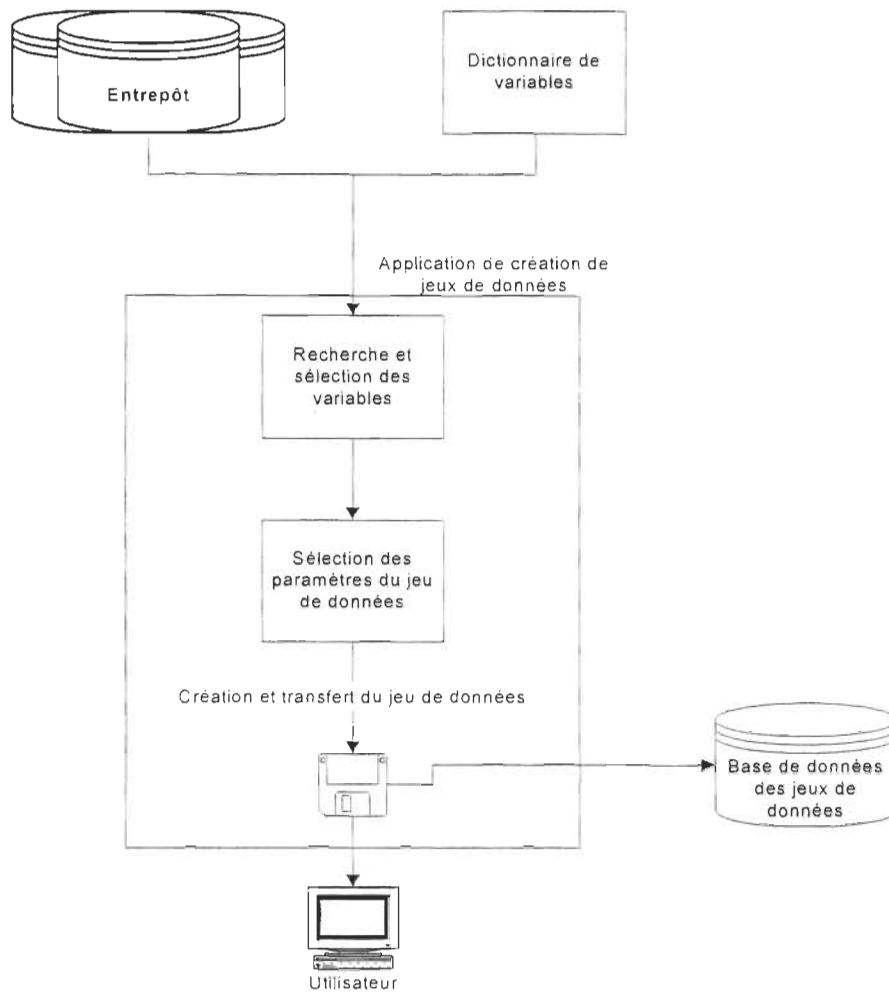 Entrepôt
Dictionnaire de
variables
Application de création de
jeux de données
Recherche et
sélection des
variables
Sélection des
paramètres du jeu
de données
Création et transfert du jeu de données
Base de données
des jeux de
données
Utilisateur